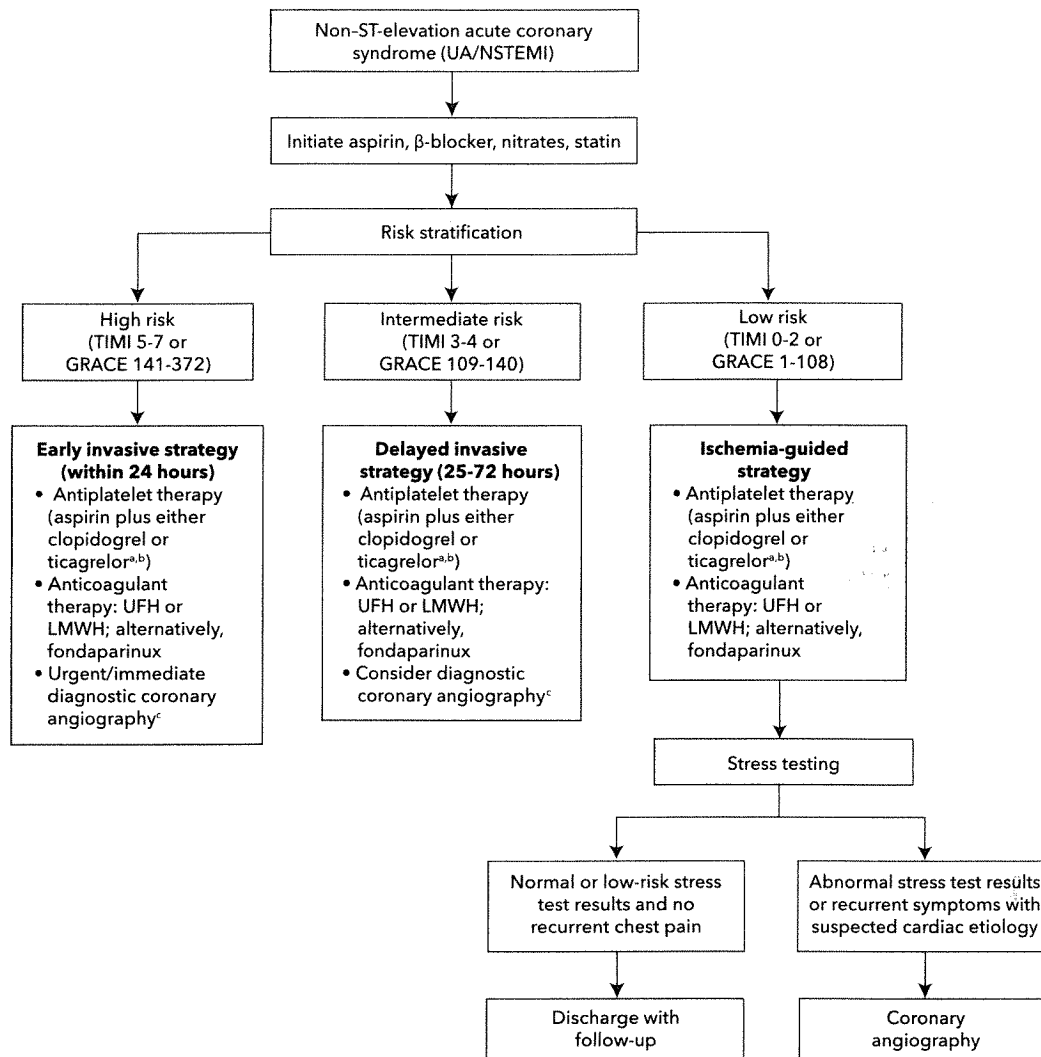 Non–ST-elevation acute coronary
syndrome (UA/NSTEMI)
Initiate aspirin, β-blocker, nitrates, statin
Risk stratification
High risk
(TIMI 5-7 or
GRACE 141-372)
Intermediate risk
(TIMI 3-4 or
GRACE 109-140)
Low risk
(TIMI 0-2 or
GRACE 1-108)
Early invasive strategy
(within 24 hours)
• Antiplatelet therapy
(aspirin plus either
clopidogrel or
ticagrelorᵃ,ᵇ)
• Anticoagulant
therapy: UFH or
LMWH; alternatively,
fondaparinux
• Urgent/immediate
diagnostic coronary
angiographyᶜ
Delayed invasive
strategy (25-72 hours)
• Antiplatelet therapy
(aspirin plus either
clopidogrel or
ticagrelorᵃ,ᵇ)
• Anticoagulant therapy:
UFH or LMWH;
alternatively,
fondaparinux
• Consider diagnostic
coronary angiographyᶜ
Ischemia-guided
strategy
• Antiplatelet therapy
(aspirin plus either
clopidogrel or
ticagrelorᵃ,ᵇ)
• Anticoagulant
therapy: UFH or
LMWH; alternatively,
fondaparinux
Stress testing
Normal or low-risk stress
test results and no
recurrent chest pain
Abnormal stress test results
or recurrent symptoms with
suspected cardiac etiology
Discharge with
follow-up
Coronary
angiography